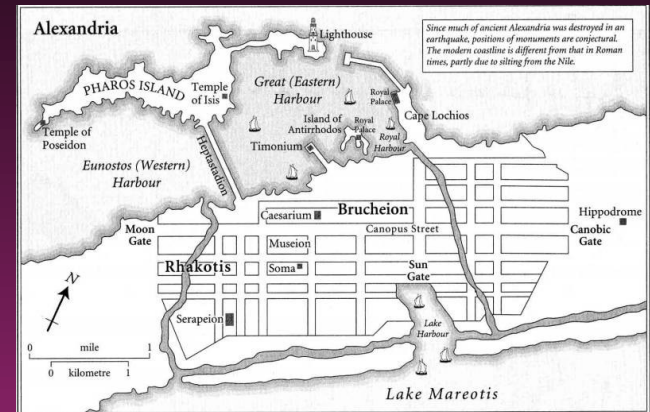 Alexandria
Lighthouse
Since much of ancient Alexandria was destroyed in an
earthquake, positions of monuments are conjectural.
The modern coastline is different from that in Roman
times, partly due to silting from the Nile.
PHAROS ISLAND
Temple
of Isis
Great (Eastern)
Harbour
Royal
Palace
Cape Lochios
Island of
Antirrhodos
Royal
Palace
Royal
Harbour
Temple of
Poseidon
Timonium
Heptastadion
Eunostos (Western)
Harbour
Caesarium
Brucheion
Hippodrome
Moon
Gate
Canopus Street
Canobic
Gate
Museion
Rhakotis
Soma
Sun
Gate
N
Serapeion
Lake
Harbour
0 mile 1
0 kilometre 1
Lake Mareotis